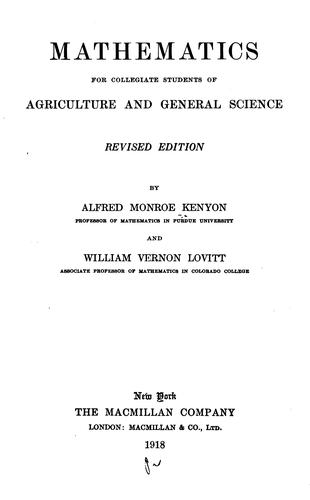 MATHEMATICS
FOR COLLEGIATE STUDENTS OF
AGRICULTURE AND GENERAL SCIENCE
REVISED EDITION
BY
ALFRED MONROE KENYON
PROFESSOR OF MATHEMATICS IN PURDUE UNIVERSITY
AND
WILLIAM VERNON LOVITT
ASSOCIATE PROFESSOR OF MATHEMATICS IN COLORADO COLLEGE
New York
THE MACMILLAN COMPANY
LONDON: MACMILLAN & CO., LTD.
1918